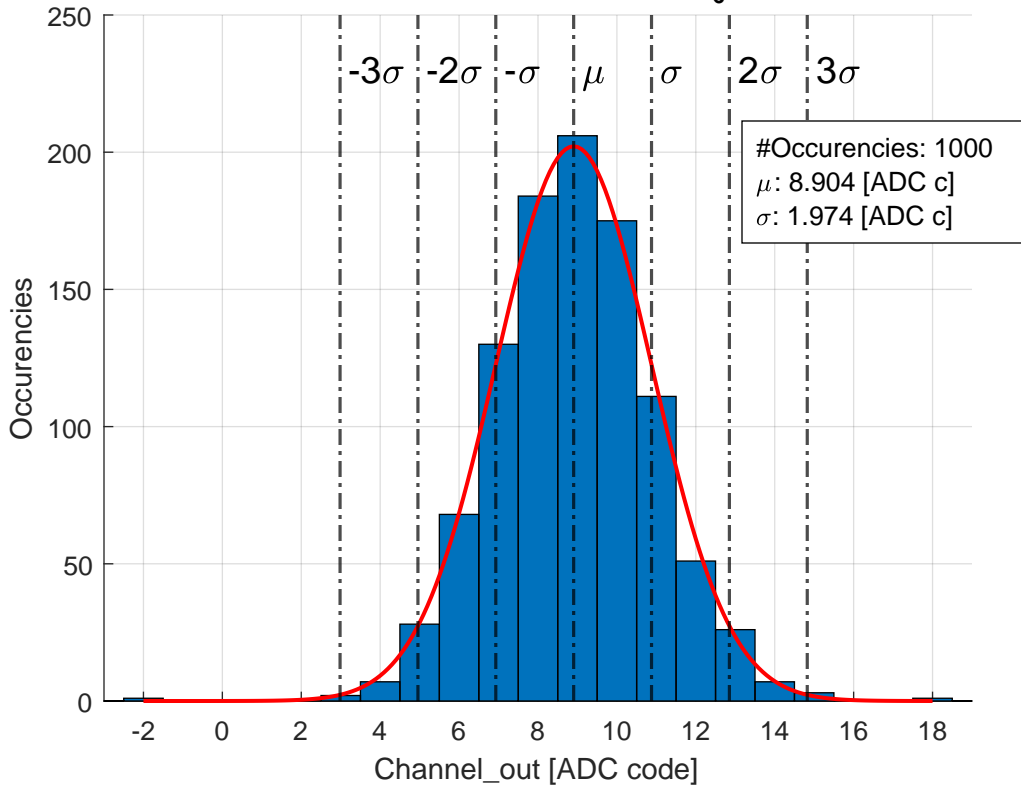 250
-3σ -2σ -σ μ σ 2σ 3σ
200
#Occurencies: 1000
μ: 8.904 [ADC c]
σ: 1.974 [ADC c]
150
Occurencies
100
50
0
-2 0 2 4 6 8 10 12 14 16 18
Channel_out [ADC code]